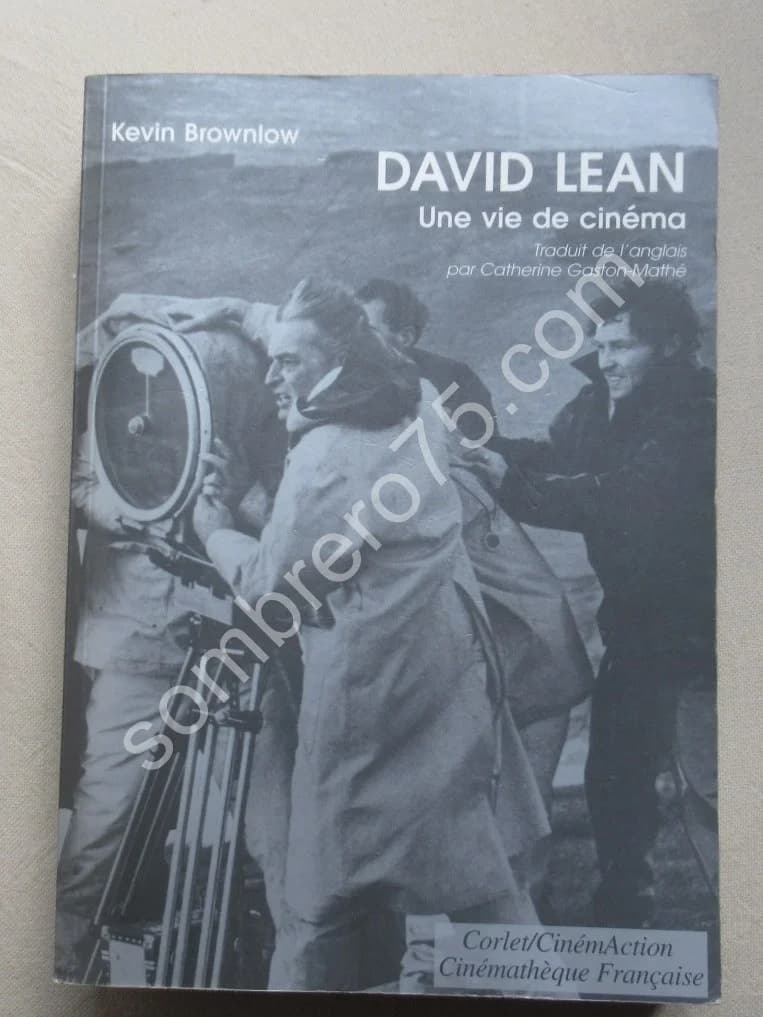 Kevin Brownlow
DAVID LEAN
Une vie de cinéma
Traduit de l'anglais
par Catherine Gaston-Mathé
sombrero75.com
Corlet/CinémAction
Cinémathèque Française